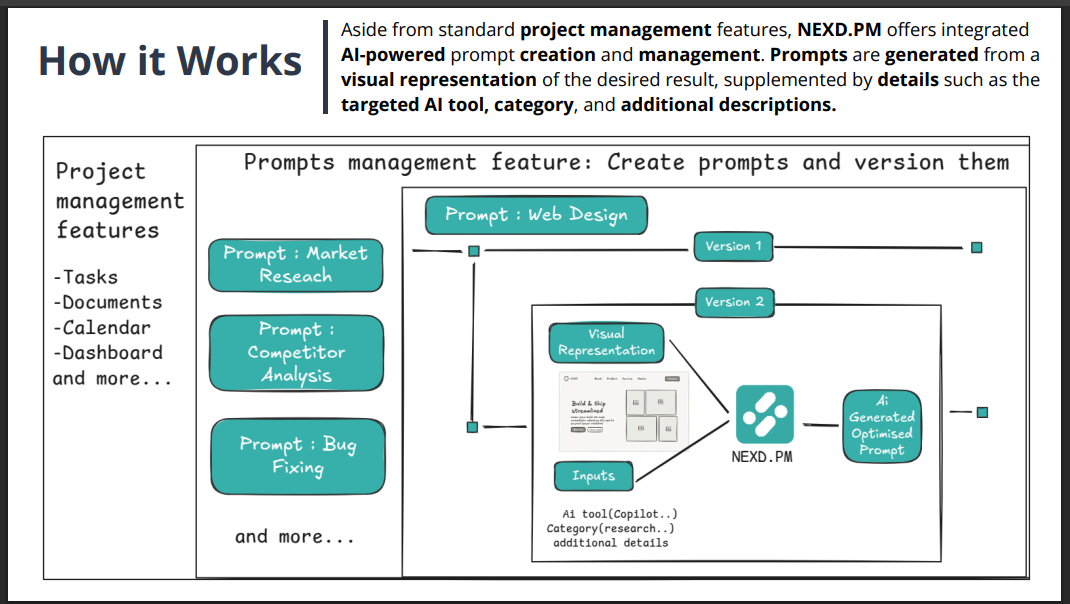 How it Works
Aside from standard project management features, NEXD.PM offers integrated
AI-powered prompt creation and management. Prompts are generated from a
visual representation of the desired result, supplemented by details such as the
targeted AI tool, category, and additional descriptions.
Project
management
features
-Tasks
-Documents
-Calendar
-Dashboard
and more...
Prompts management feature: Create prompts and version them
Prompt : Market
Reseach
Prompt :
Competitor
Analysis
Prompt : Bug
Fixing
and more...
Prompt : Web Design
Version 1
Version 2
Visual
Representation
Build & Ship
streamlined
Inputs
Ai tool(Copilot..)
Category(research..)
additional details
NEXD.PM
Ai
Generated
Optimised
Prompt